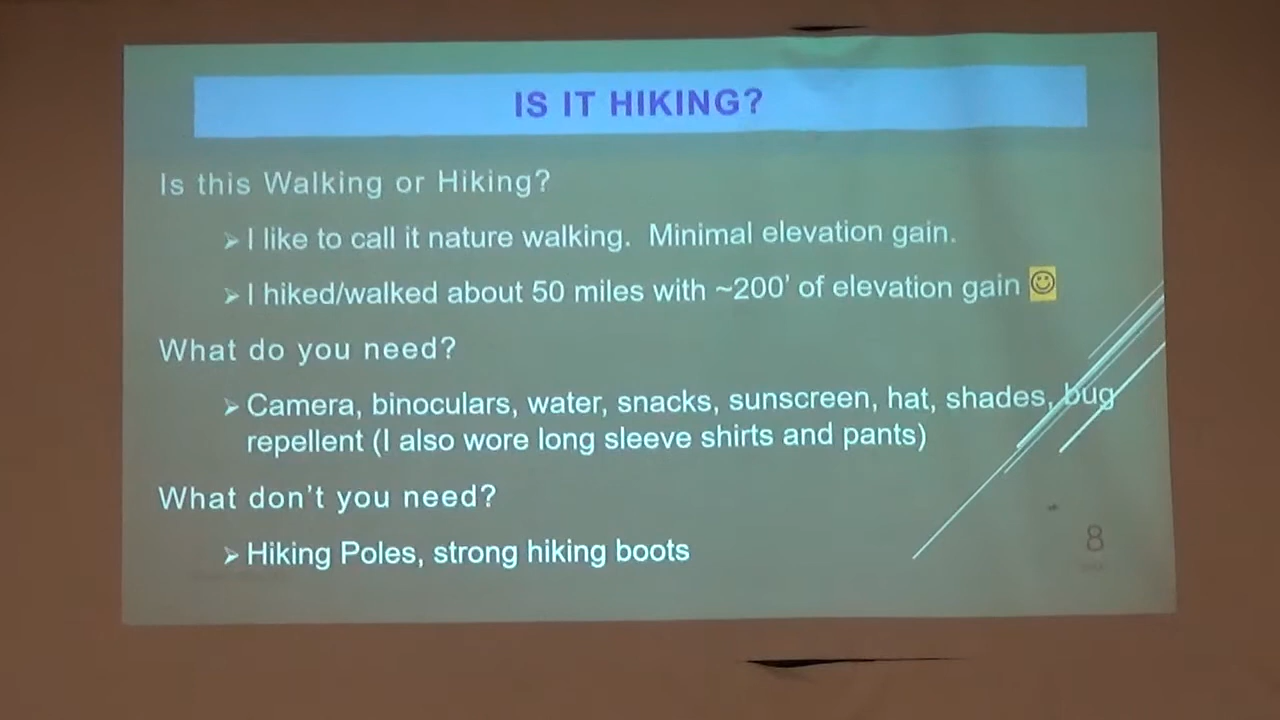 IS IT HIKING?
Is this Walking or Hiking?
➢ I like to call it nature walking. Minimal elevation gain.
➢ I hiked/walked about 50 miles with ~200' of elevation gain ☺
What do you need?
➢ Camera, binoculars, water, snacks, sunscreen, hat, shades, bug
repellent (I also wore long sleeve shirts and pants)
What don't you need?
➢ Hiking Poles, strong hiking boots
8